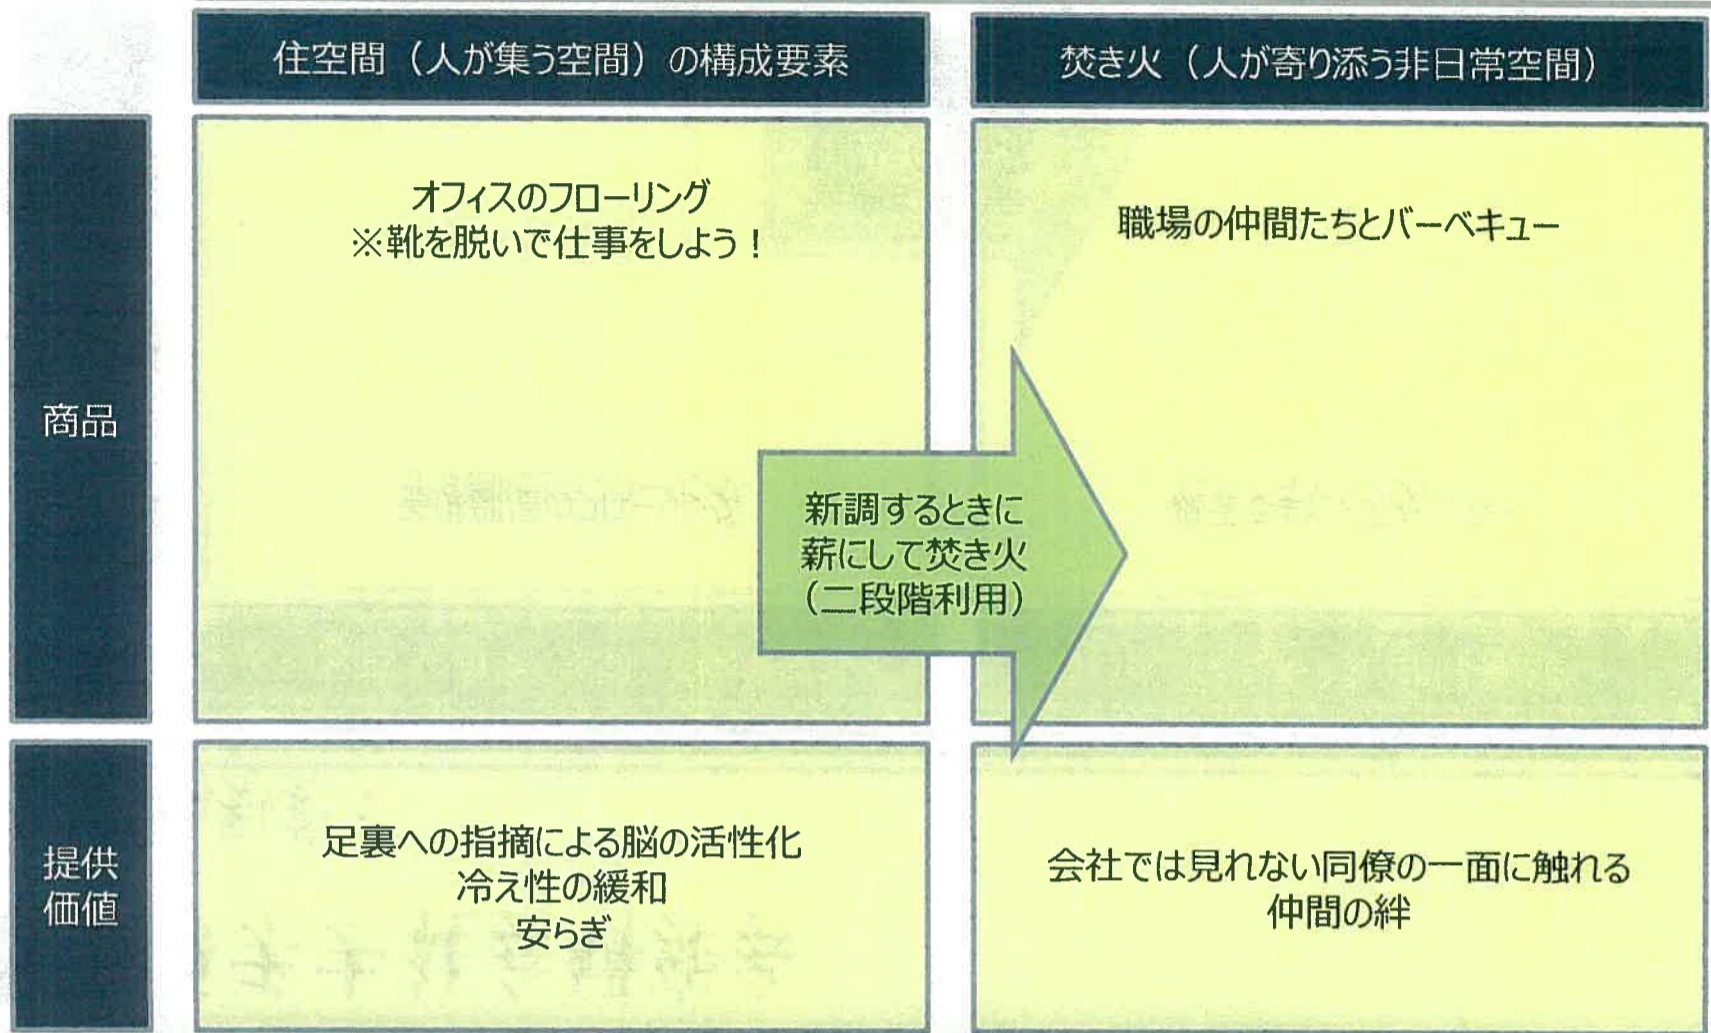 住空間（人が集う空間）の構成要素
焚き火（人が寄り添う非日常空間）
商品
オフィスのフローリング
※靴を脱いで仕事をしよう！
職場の仲間たちとバーベキュー
新調するときに
薪にして焚き火
（二段階利用）
提供
価値
足裏への指摘による脳の活性化
冷え性の緩和
安らぎ
会社では見れない同僚の一面に触れる
仲間の絆